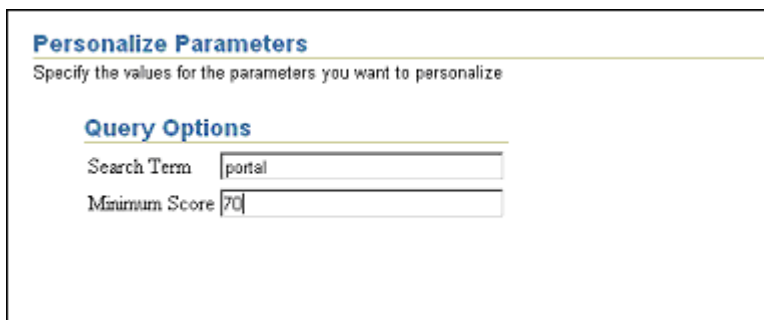 Personalize Parameters
Specify the values for the parameters you want to personalize
Query Options
Search Term portal
Minimum Score 70